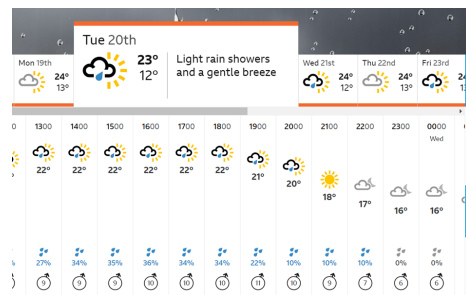 Tue 20th
23° 12° Light rain showers and a gentle breeze
Mon 19th
24° 13°
Wed 21st
24° 12°
Thu 22nd
24° 13°
Fri 23rd
13°
1300 1400 1500 1600 1700 1800 1900 2000 2100 2200 2300 0000
Wed
22° 22° 22° 22° 22° 22° 21° 20° 18° 17° 16° 16°
27% 34% 35% 36% 34% 34% 22% 10% 10% 10% 0% 0%
9 9 9 10 10 10 11 10 9 7 6 6